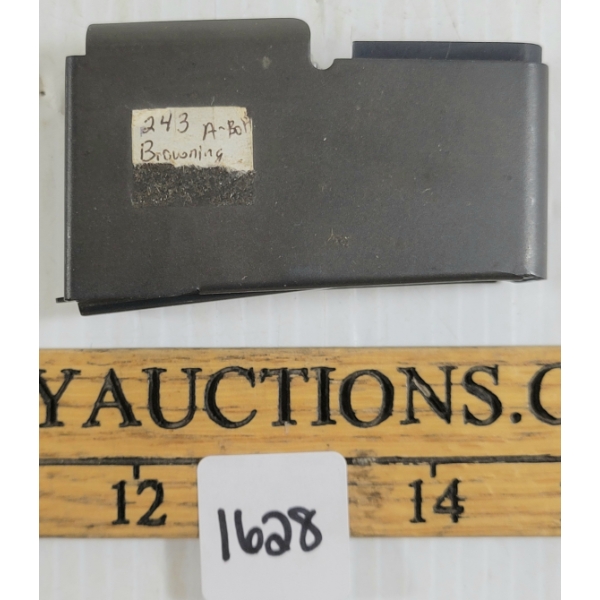 243 A-Bolt
Browning
YAUCTIONS.C
12 14
1628